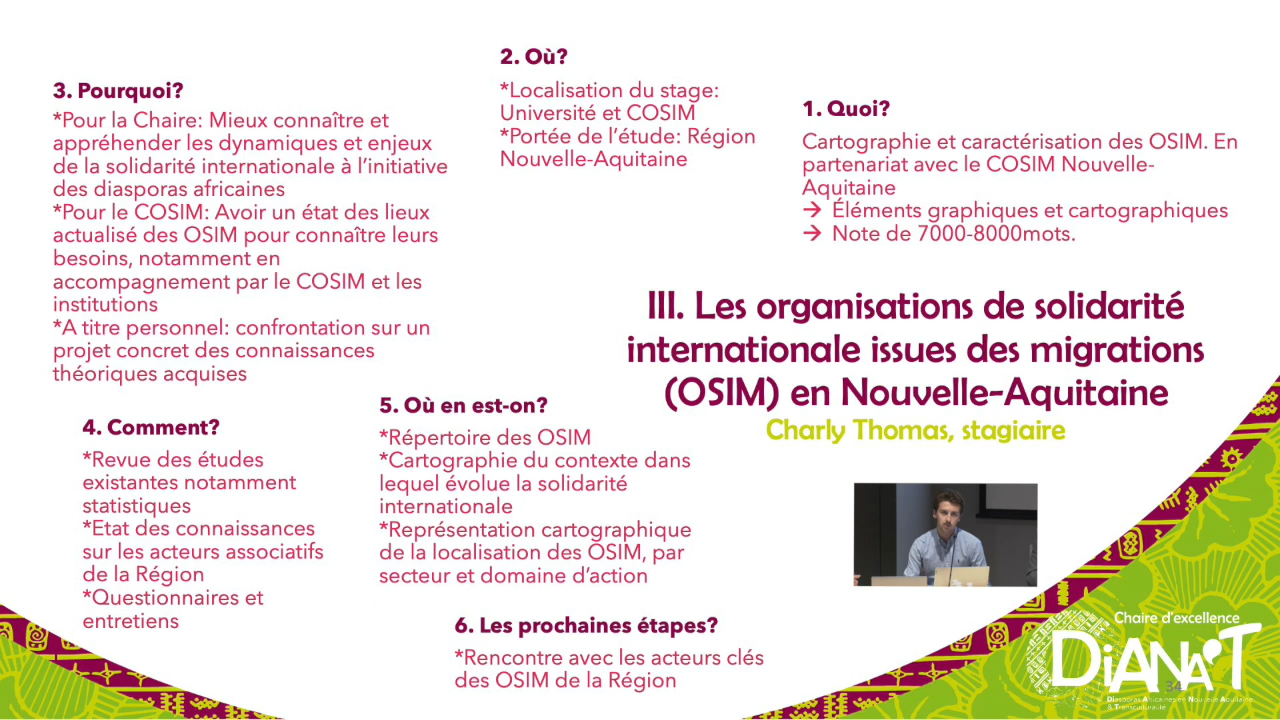 2. Où?
*Localisation du stage:
Université et COSIM
*Portée de l’étude: Région
Nouvelle-Aquitaine
3. Pourquoi?
*Pour la Chaire: Mieux connaître et
appréhender les dynamiques et enjeux
de la solidarité internationale à l’initiative
des diasporas africaines
*Pour le COSIM: Avoir un état des lieux
actualisé des OSIM pour connaître leurs
besoins, notamment en
accompagnement par le COSIM et les
institutions
*A titre personnel: confrontation sur un
projet concret des connaissances
théoriques acquises
1. Quoi?
Cartographie et caractérisation des OSIM. En
partenariat avec le COSIM Nouvelle-
Aquitaine
→ Éléments graphiques et cartographiques
→ Note de 7000-8000mots.
III. Les organisations de solidarité
internationale issues des migrations
(OSIM) en Nouvelle-Aquitaine
Charly Thomas, stagiaire
4. Comment?
*Revue des études
existantes notamment
statistiques
*Etat des connaissances
sur les acteurs associatifs
de la Région
*Questionnaires et
entretiens
5. Où en est-on?
*Répertoire des OSIM
*Cartographie du contexte dans
lequel évolue la solidarité
internationale
*Représentation cartographique
de la localisation des OSIM, par
secteur et domaine d’action
6. Les prochaines étapes?
*Rencontre avec les acteurs clés
des OSIM de la Région
Chaire d'excellence
DIANA'T
34
Diasporas Africaines en Nouvelle Aquitaine
& Transculturalité